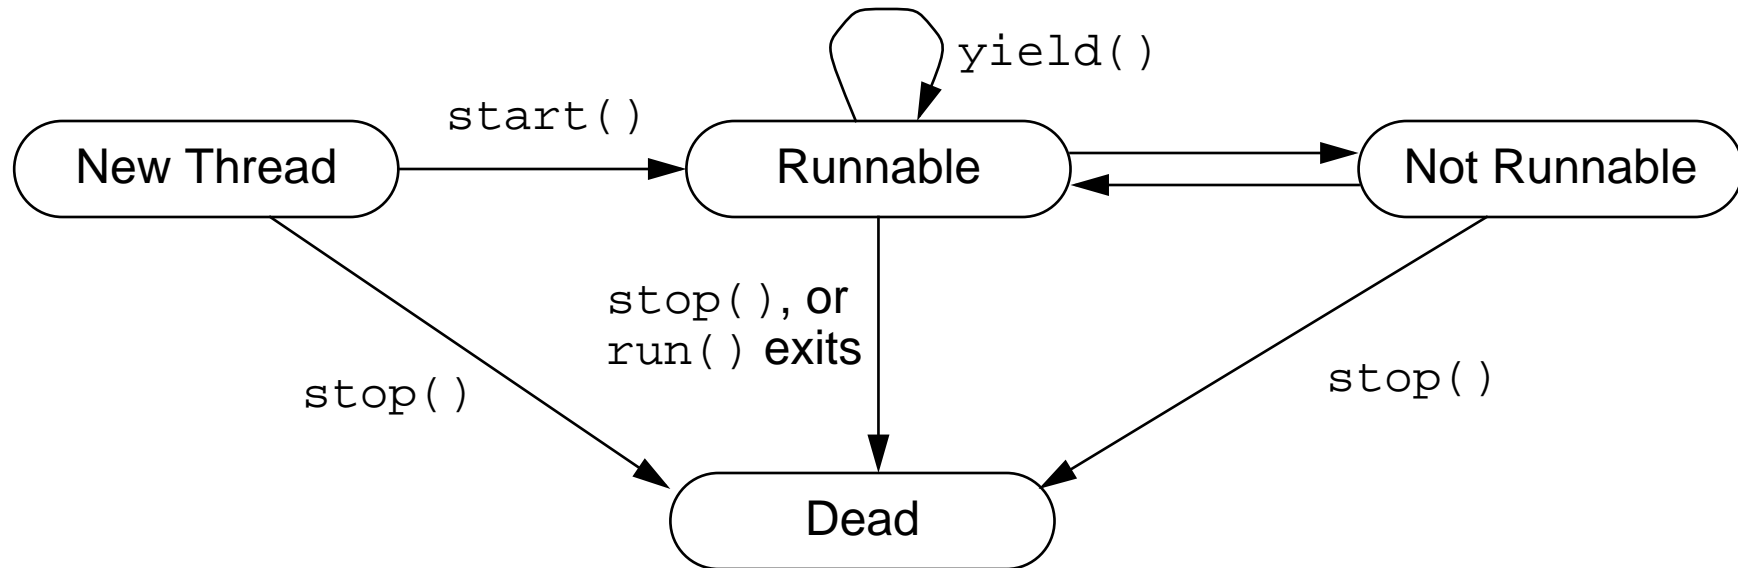 yield()
start()
New Thread
Runnable
Not Runnable
stop(), or
run() exits
stop()
stop()
Dead